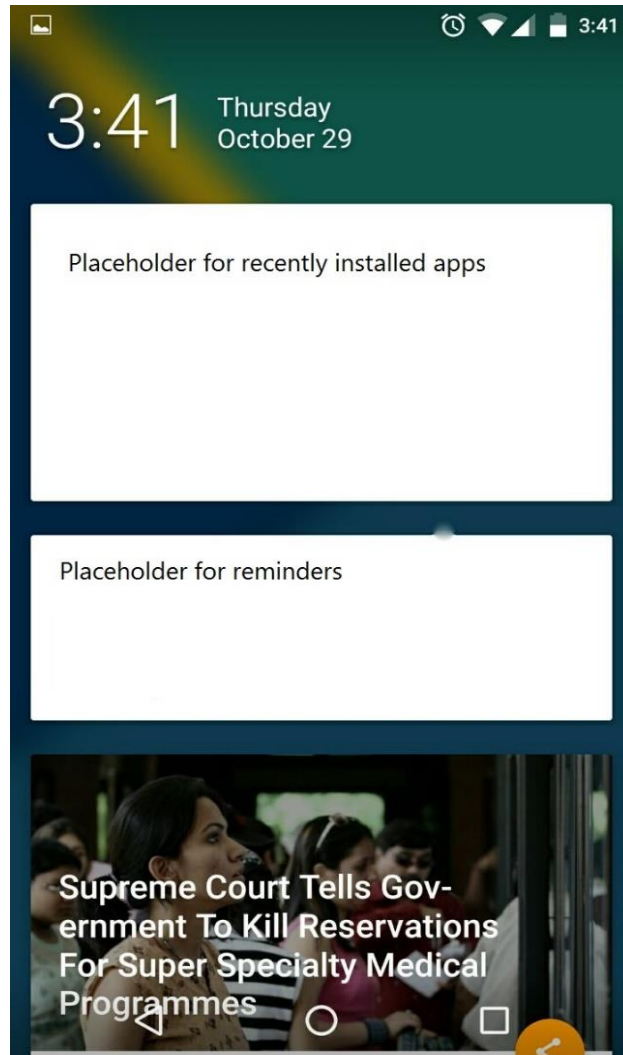 3:41
3:41
Thursday
October 29
Placeholder for recently installed apps
Placeholder for reminders
Supreme Court Tells Gov-
ernment To Kill Reservations
For Super Specialty Medical
Programmes